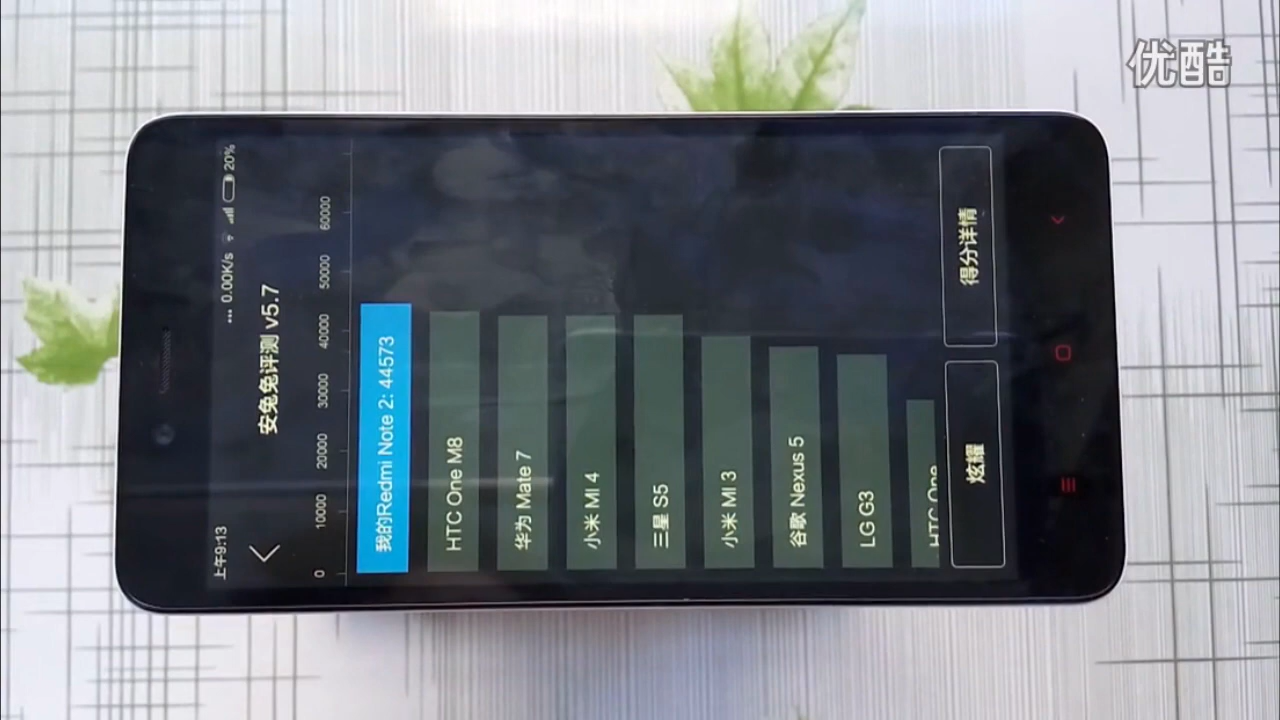 优酷
上午9:13 ... 0.00K/s 20%
安兔兔评测 v5.7
0 10000 20000 30000 40000 50000 60000
我的Redmi Note 2: 44573
HTC One M8
华为 Mate 7
小米 MI 4
三星 S5
小米 MI 3
谷歌 Nexus 5
LG G3
HTC One
炫耀 得分详情